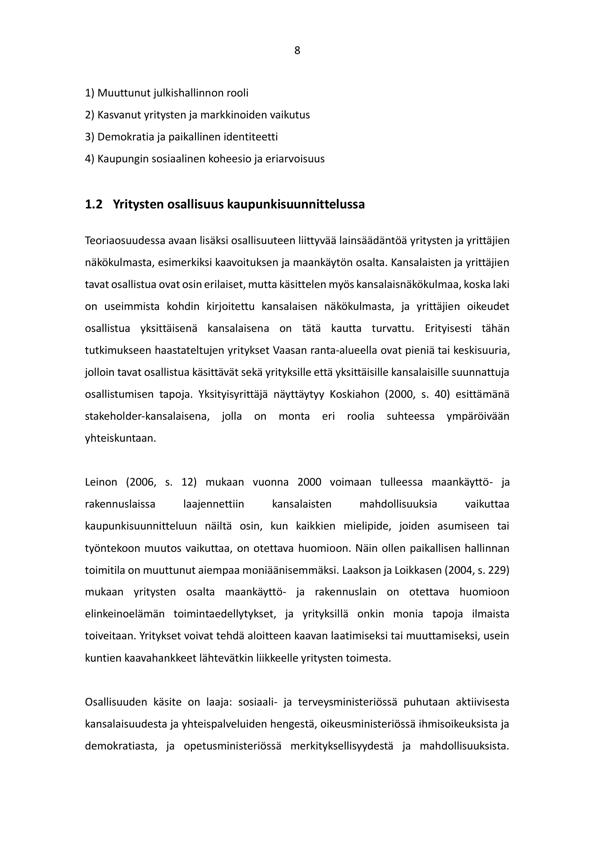 8
1) Muuttunut julkishallinnon rooli
2) Kasvanut yritysten ja markkinoiden vaikutus
3) Demokratia ja paikallinen identiteetti
4) Kaupungin sosiaalinen koheesio ja eriarvoisuus
1.2 Yritysten osallisuus kaupunkisuunnittelussa
Teoriaosuudessa avaan lisäksi osallisuuteen liittyvää lainsäädäntöä yritysten ja yrittäjien
näkökulmasta, esimerkiksi kaavoituksen ja maankäytön osalta. Kansalaisten ja yrittäjien
tavat osallistua ovat osin erilaiset, mutta käsittelen myös kansalaisnäkökulmaa, koska laki
on useimmista kohdin kirjoitettu kansalaisen näkökulmasta, ja yrittäjien oikeudet
osallistua yksittäisenä kansalaisena on tätä kautta turvattu. Erityisesti tähän
tutkimukseen haastateltujen yritykset Vaasan ranta-alueella ovat pieniä tai keskisuuria,
jolloin tavat osallistua käsittävät sekä yrityksille että yksittäisille kansalaisille suunnattuja
osallistumisen tapoja. Yksityisyrittäjä näyttäytyy Koskiahon (2000, s. 40) esittämänä
stakeholder-kansalaisena, jolla on monta eri roolia suhteessa ympäröivään
yhteiskuntaan.
Leinon (2006, s. 12) mukaan vuonna 2000 voimaan tulleessa maankäyttö- ja
rakennuslaissa laajennettiin kansalaisten mahdollisuuksia vaikuttaa
kaupunkisuunnitteluun näiltä osin, kun kaikkien mielipide, joiden asumiseen tai
työntekoon muutos vaikuttaa, on otettava huomioon. Näin ollen paikallisen hallinnan
toimitila on muuttunut aiempaa moniäänisemmäksi. Laakson ja Loikkasen (2004, s. 229)
mukaan yritysten osalta maankäyttö- ja rakennuslain on otettava huomioon
elinkeinoelämän toimintaedellytykset, ja yrityksillä onkin monia tapoja ilmaista
toiveitaan. Yritykset voivat tehdä aloitteen kaavan laatimiseksi tai muuttamiseksi, usein
kuntien kaavahankkeet lähtevätkin liikkeelle yritysten toimesta.
Osallisuuden käsite on laaja: sosiaali- ja terveysministeriössä puhutaan aktiivisesta
kansalaisuudesta ja yhteispalveluiden hengestä, oikeusministeriössä ihmisoikeuksista ja
demokratiasta, ja opetusministeriössä merkityksellisyydestä ja mahdollisuuksista.